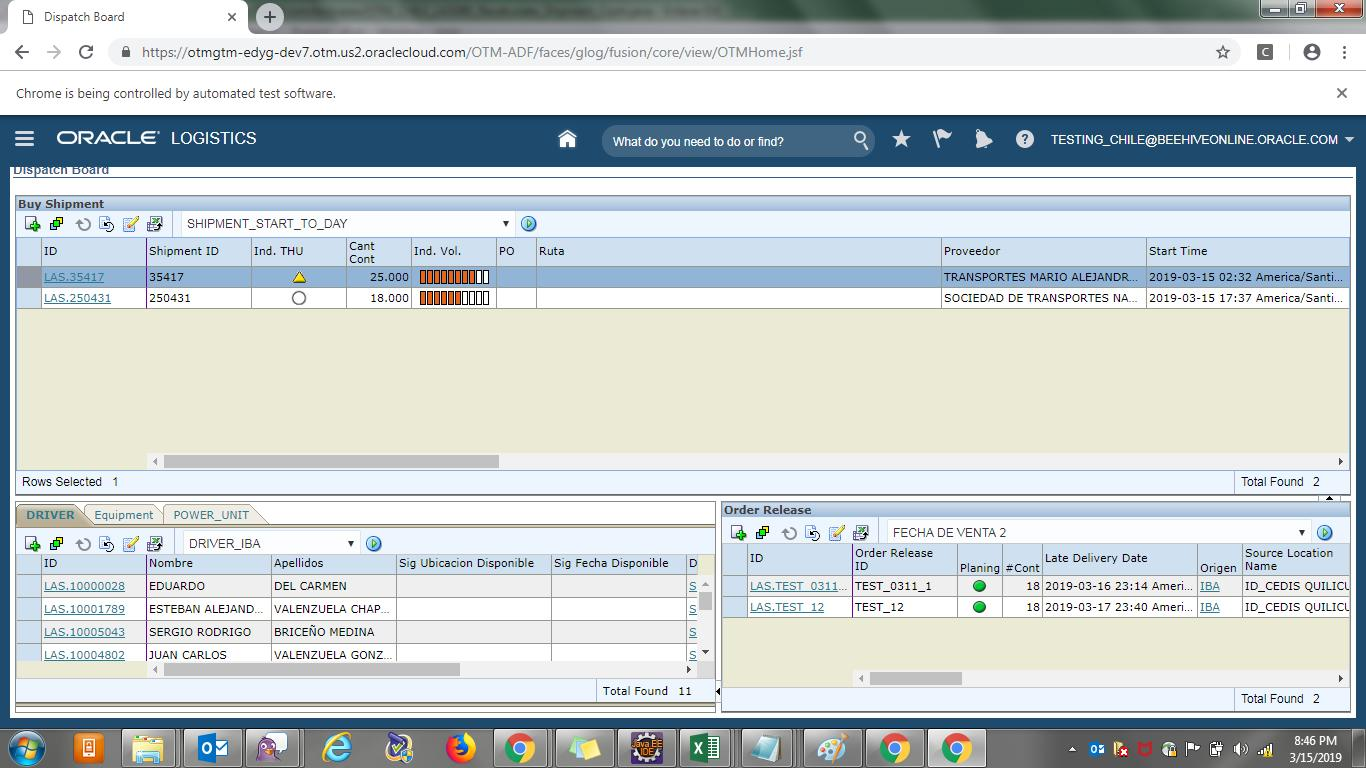 Dispatch Board
https://otmgtm-edyg-dev7.otm.us2.oraclecloud.com/OTM-ADF/faces/glog/fusion/core/view/OTMHome.jsf
Chrome is being controlled by automated test software.
ORACLE LOGISTICS What do you need to do or find? TESTING_CHILE@BEEHIVEONLINE.ORACLE.COM
Dispatch Board
Buy Shipment
SHIPMENT_START_TO_DAY
ID Shipment ID Ind. THU Cant Cont Ind. Vol. PO Ruta Proveedor Start Time
LAS.35417 35417 25.000 TRANSPORTES MARIO ALEJANDR... 2019-03-15 02:32 America/Santi...
LAS.250431 250431 18.000 SOCIEDAD DE TRANSPORTES NA... 2019-03-15 17:37 America/Santi...
Rows Selected 1 Total Found 2
DRIVER Equipment POWER_UNIT
DRIVER_IBA
ID Nombre Apellidos Sig Ubicacion Disponible Sig Fecha Disponible D
LAS.10000028 EDUARDO DEL CARMEN S
LAS.10001789 ESTEBAN ALEJAND... VALENZUELA CHAP... S
LAS.10005043 SERGIO RODRIGO BRICEÑO MEDINA S
LAS.10004802 JUAN CARLOS VALENZUELA GONZ... S
Total Found 11
Order Release
FECHA DE VENTA 2
ID Order Release ID Planing #Cont Late Delivery Date Origen Source Location Name
LAS.TEST_0311... TEST_0311_1 18 2019-03-16 23:14 Ameri... IBA ID_CEDIS QUILICU
LAS.TEST_12 TEST_12 18 2019-03-17 23:40 Ameri... IBA ID_CEDIS QUILICU
Total Found 2
Java EE IDE
8:46 PM
3/15/2019